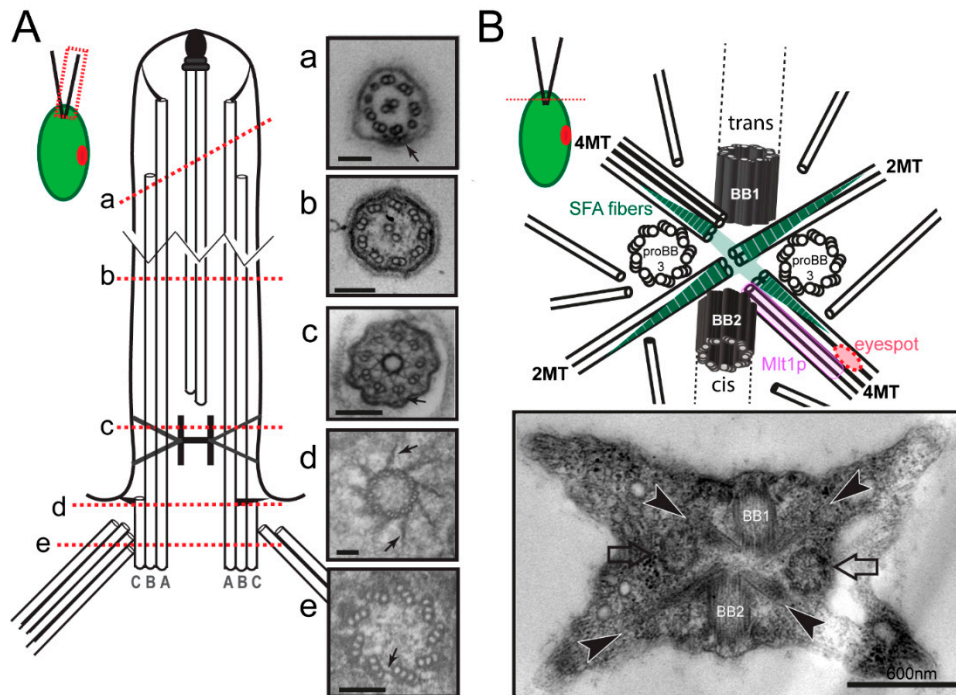 A
a
b
c
d
e
C B A
A B C
a
b
c
d
e
B
trans
4MT
BB1
2MT
SFA fibers
proBB
3
proBB
3
BB2
eyespot
Mlt1p
2MT
cis
4MT
BB1
BB2
600nm